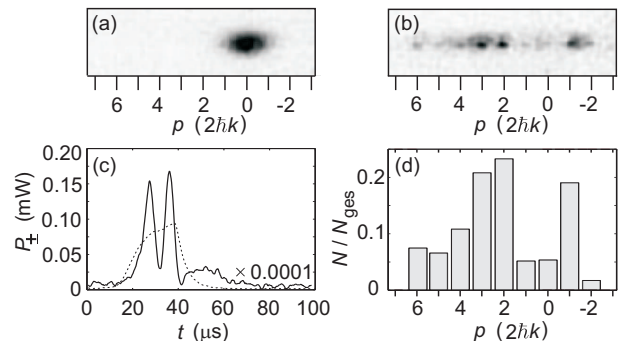 (a)
6 4 2 0 -2
p (2ħk)
(b)
6 4 2 0 -2
p (2ħk)
(c)
0.20
0.15
0.10
0.05
0
P± (mW)
× 0.0001
0 20 40 60 80 100
t (μs)
(d)
0.2
0.1
0
N / Nges
6 4 2 0 -2
p (2ħk)